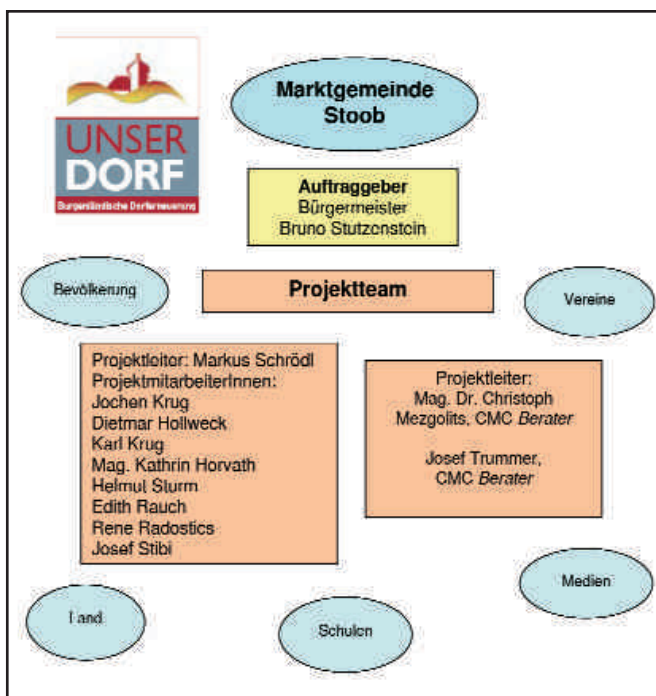 UNSER
DORF
Burgenländische Dorferneuerung
Marktgemeinde
Stoob
Auftraggeber
Bürgermeister
Bruno Stutzenstein
Bevölkerung
Projektteam
Vereine
Projektleiter: Markus Schrödl
ProjektmitarbeiterInnen:
Jochen Krug
Dietmar Hollweck
Karl Krug
Mag. Kathrin Horvath
Helmut Sturm
Edith Rauch
Rene Radostics
Josef Stibi
Projektleiter:
Mag. Dr. Christoph
Mezgolits, CMC Berater
Josef Trummer,
CMC Berater
Medien
Land
Schulen